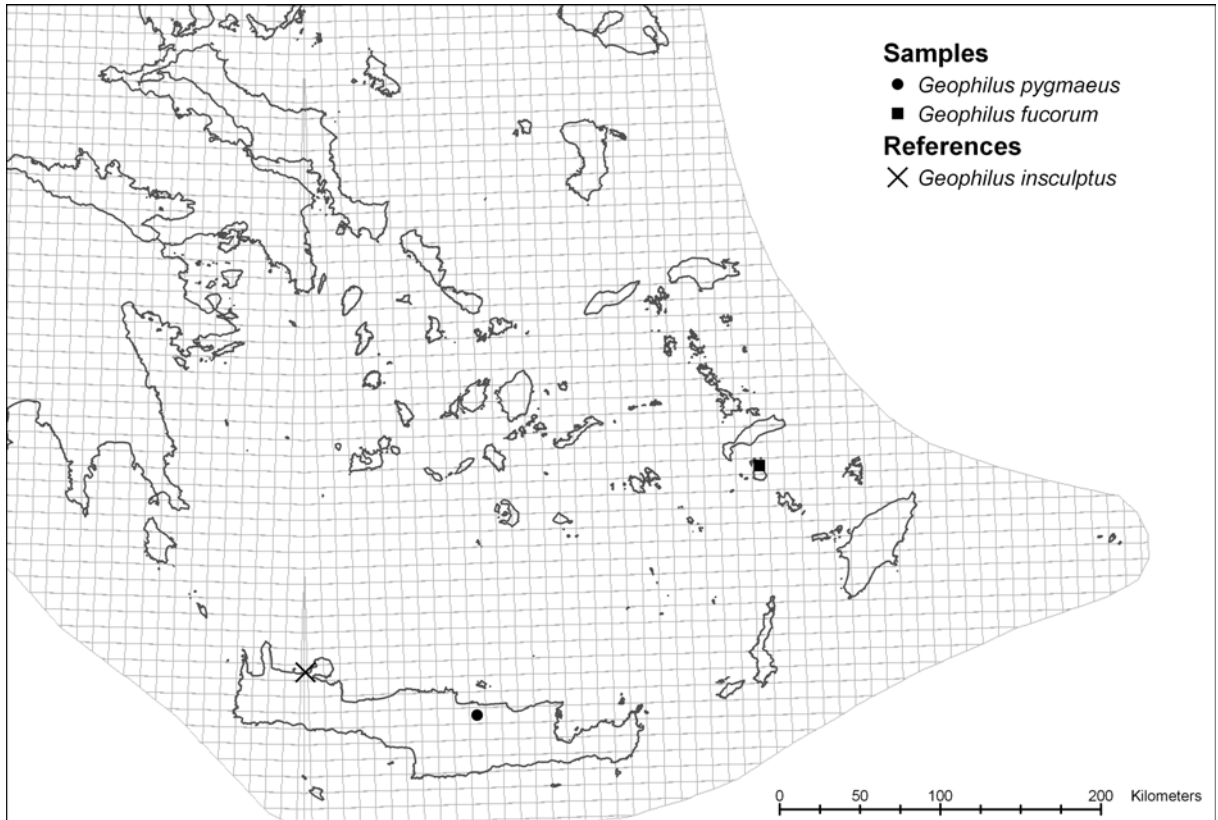 Samples
Geophilus pygmaeus
Geophilus fucorum
References
Geophilus insculptus
0 50 100 200 Kilometers